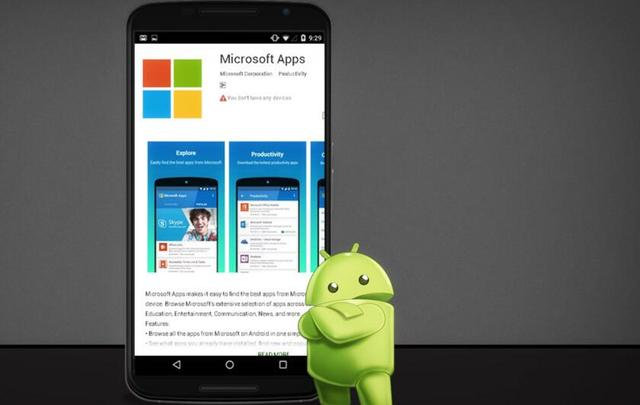 9:29
Microsoft Apps
Microsoft Corporation Productivity
You don't have any devices
Explore
Easily find the best apps from Microsoft
Productivity
Download the hottest productivity apps
Microsoft Apps
Productivity
POPULAR
Skype
Microsoft Apps makes it easy to find the best apps from Micro
device. Browse Microsoft's extensive selection of apps across
Education, Entertainment, Communication, News, and more.
Features:
• Browse all the apps from Microsoft on Android in one simp
• See what apps you already have installed, find new and popul
READ MORE